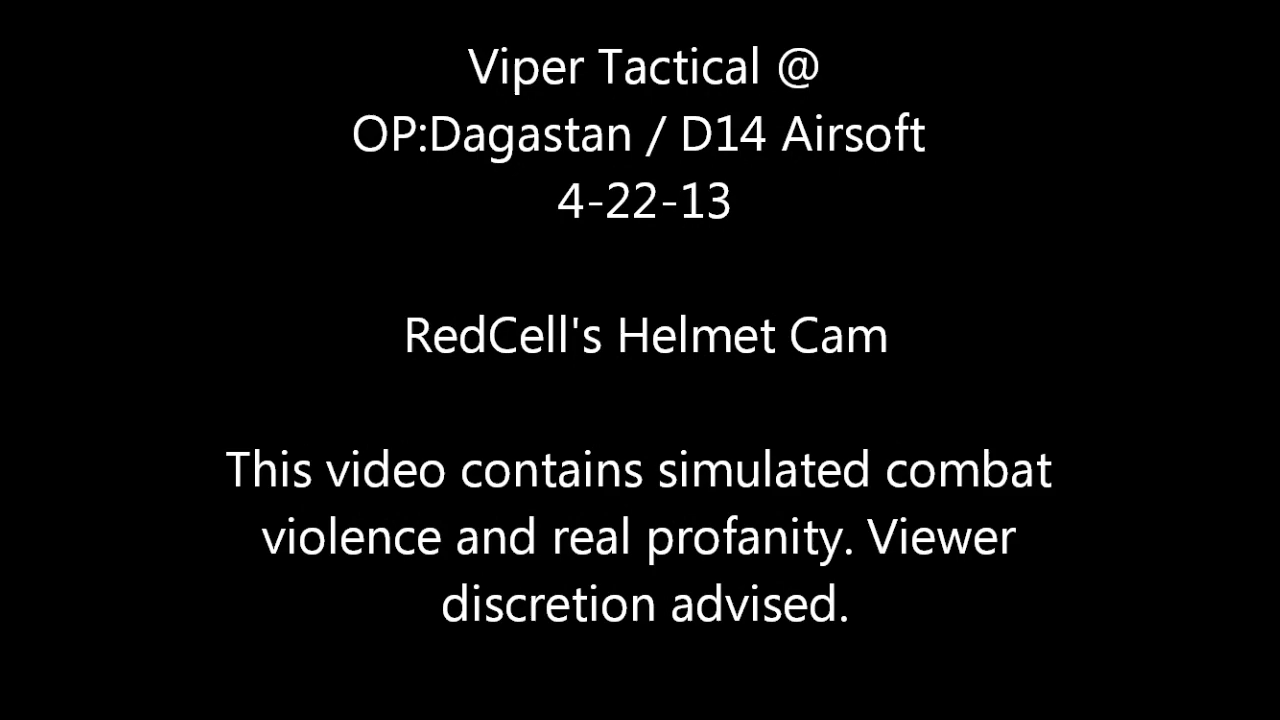 Viper Tactical @
OP:Dagastan / D14 Airsoft
4-22-13
RedCell's Helmet Cam
This video contains simulated combat
violence and real profanity. Viewer
discretion advised.